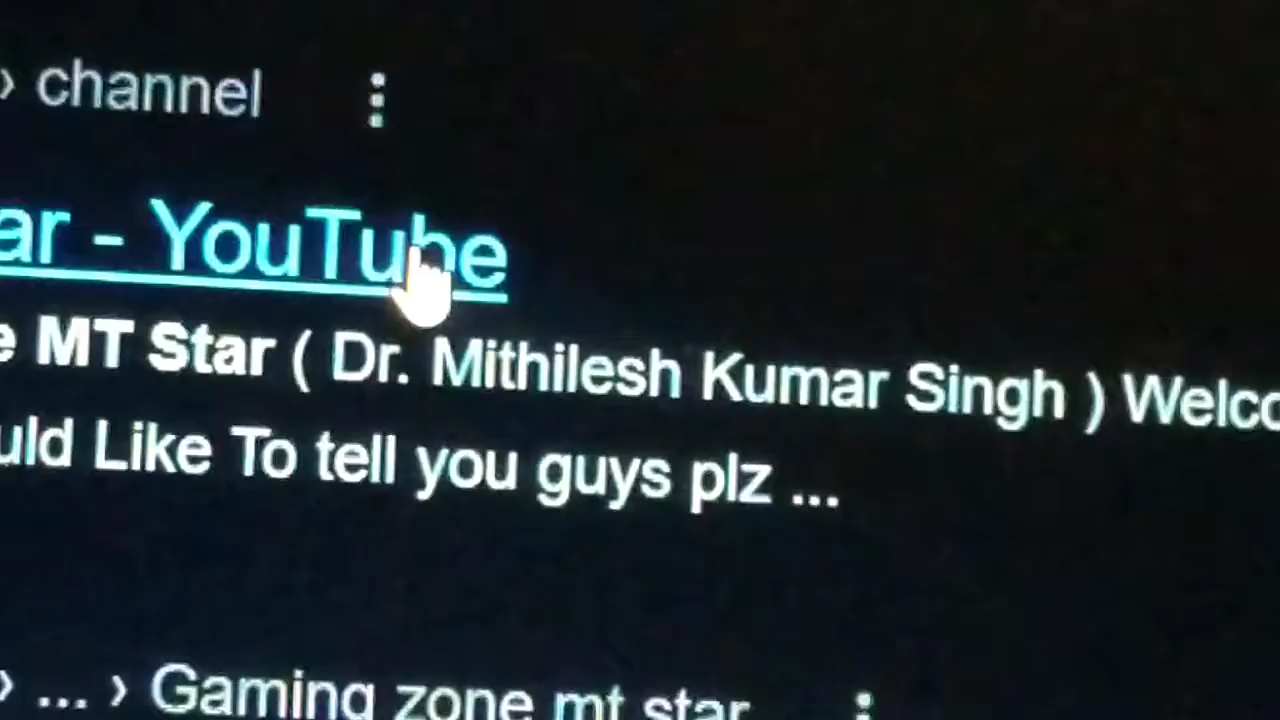 › channel
ar - YouTube
e MT Star ( Dr. Mithilesh Kumar Singh ) Welco
uld Like To tell you guys plz ...
› ... › Gaming zone mt star